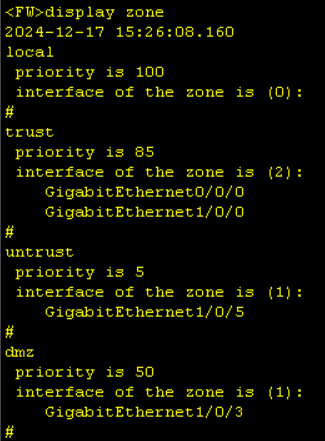 <FW>display zone
2024-12-17 15:26:08.160
local
 priority is 100
 interface of the zone is (0):
#
trust
 priority is 85
 interface of the zone is (2):
    GigabitEthernet0/0/0
    GigabitEthernet1/0/0
#
untrust
 priority is 5
 interface of the zone is (1):
    GigabitEthernet1/0/5
#
dmz
 priority is 50
 interface of the zone is (1):
    GigabitEthernet1/0/3
#